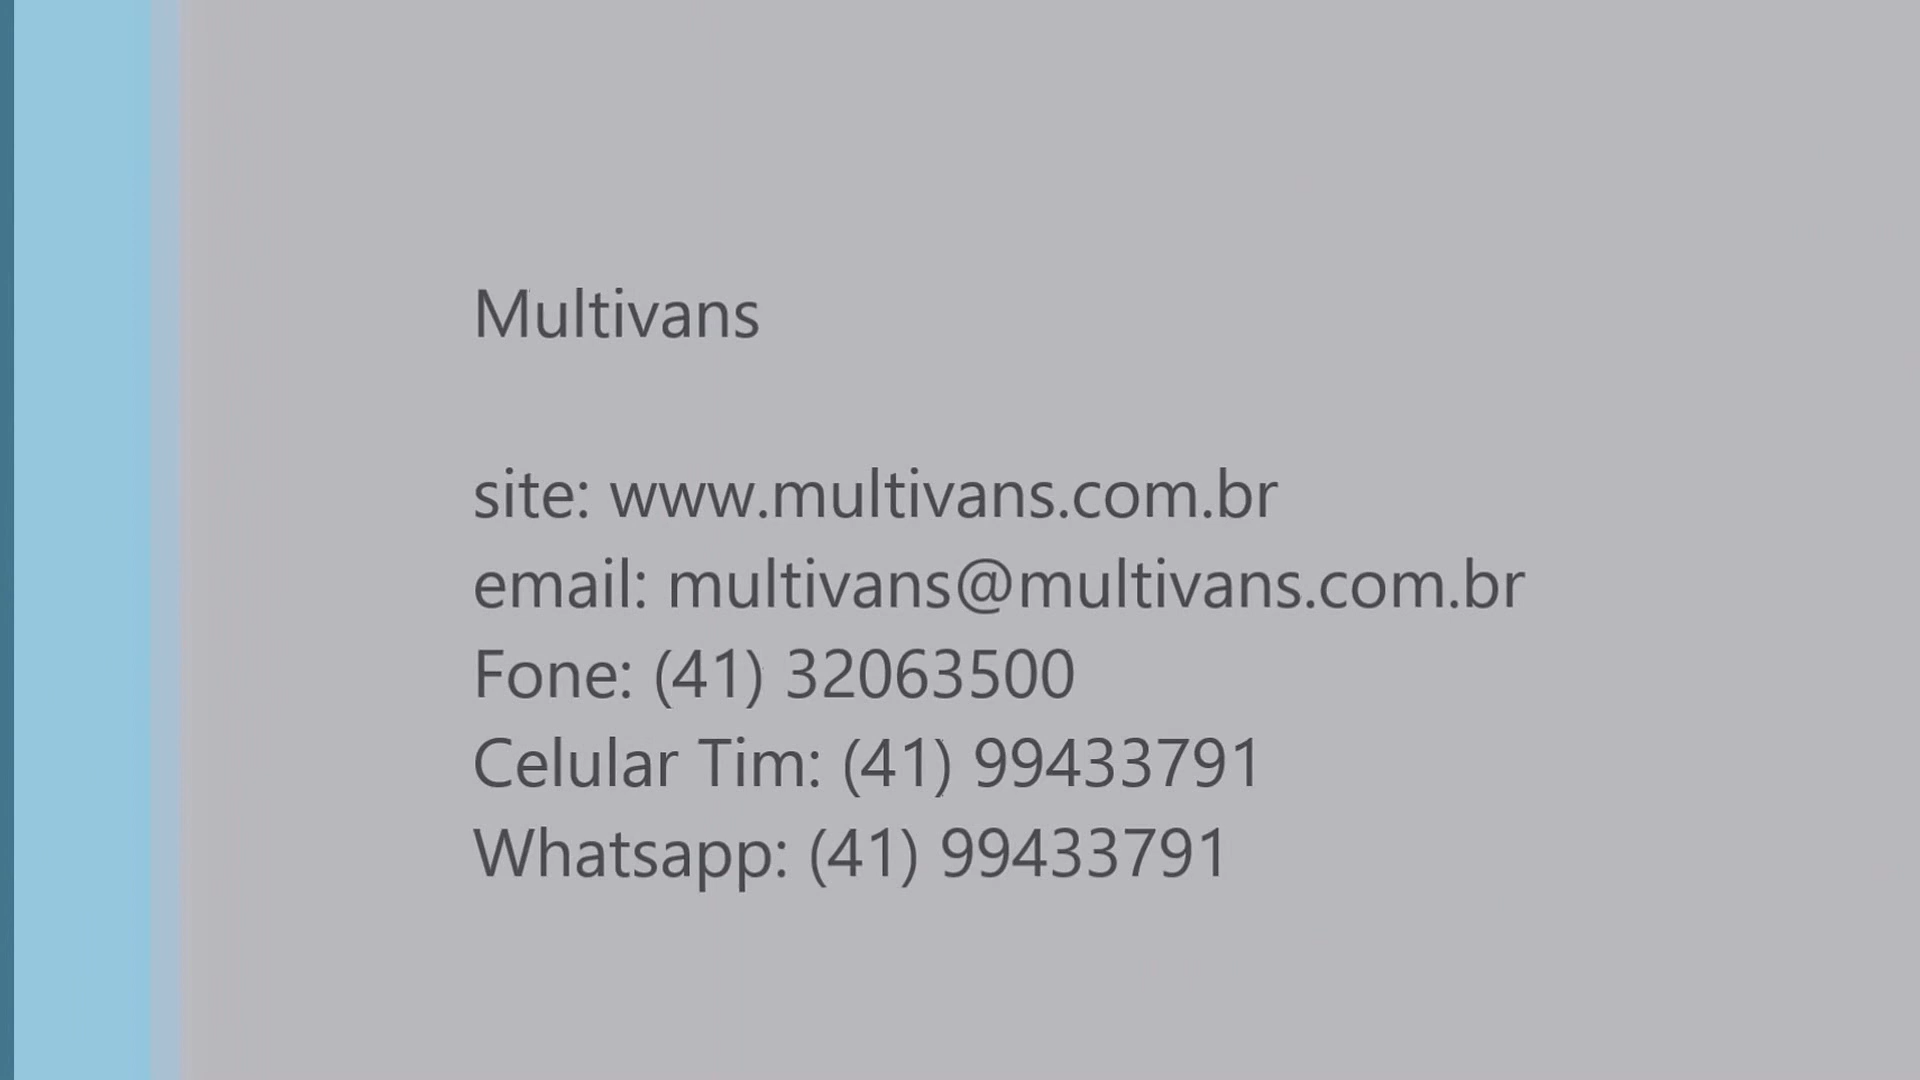 Multivans
site: www.multivans.com.br
email: multivans@multivans.com.br
Fone: (41) 32063500
Celular Tim: (41) 99433791
Whatsapp: (41) 99433791